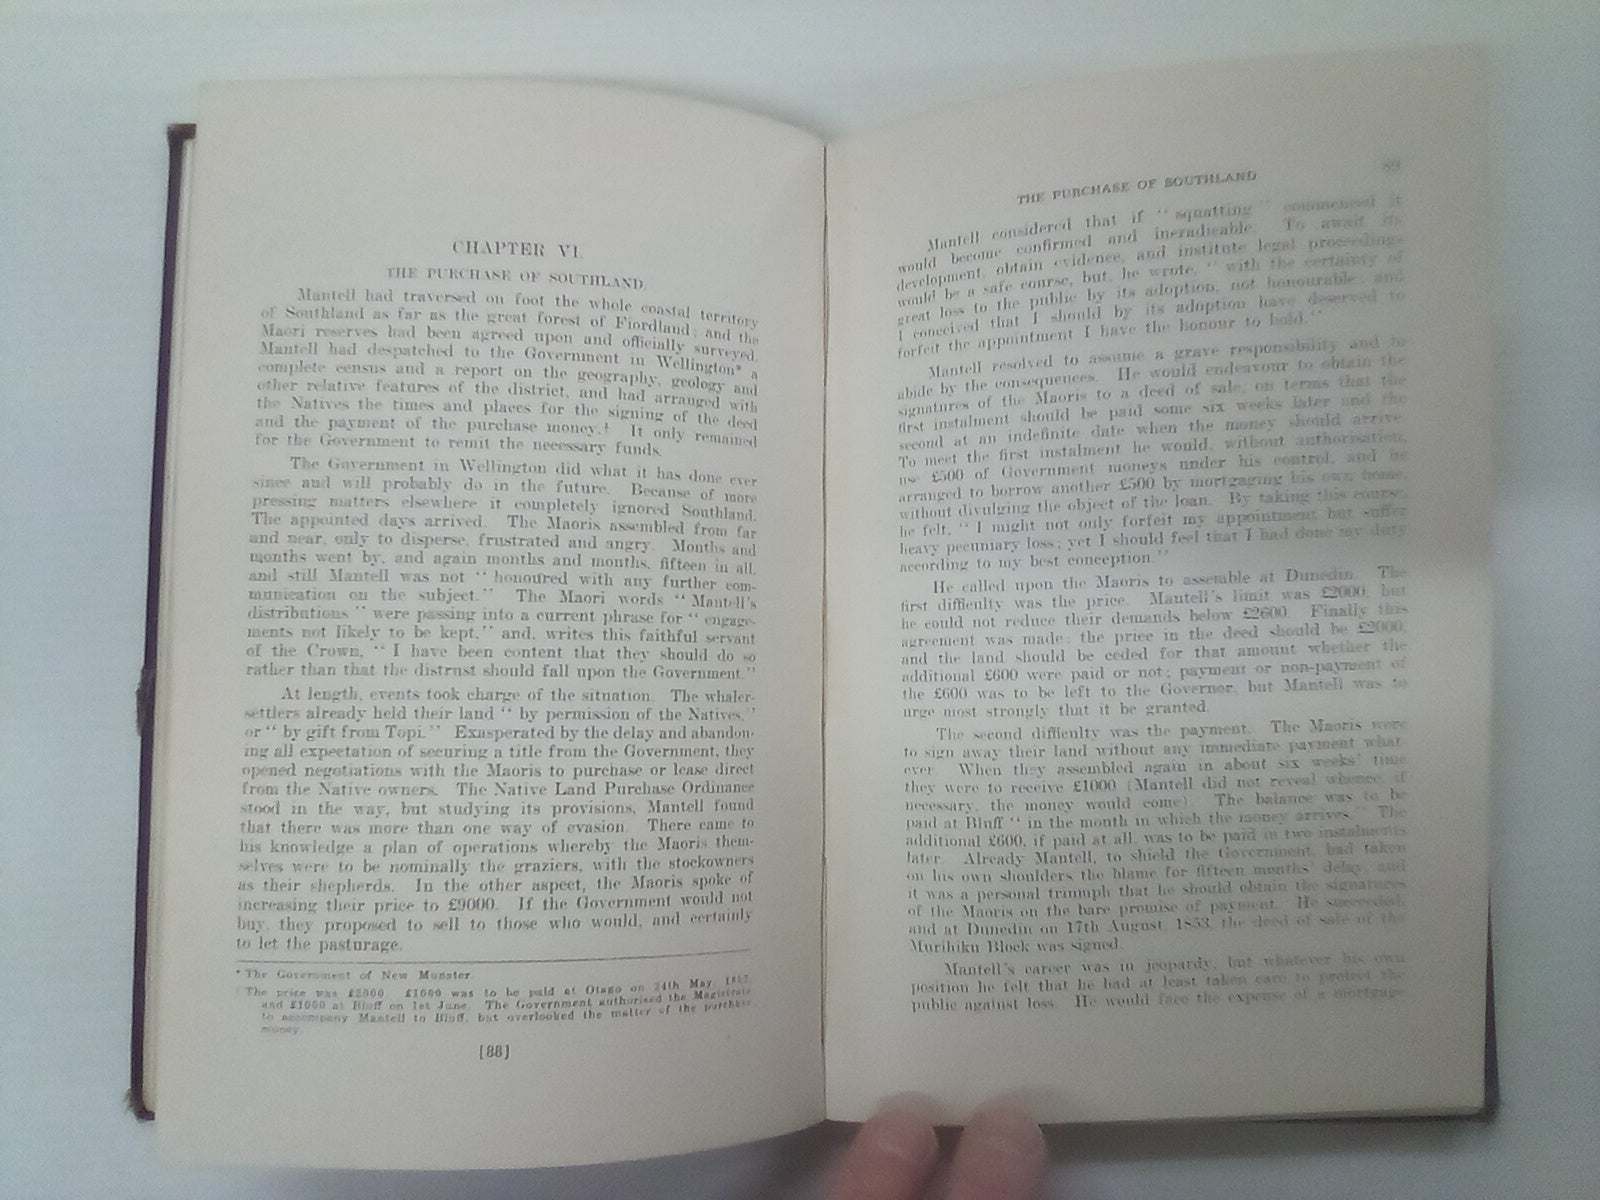 CHAPTER VI.
THE PURCHASE OF SOUTHLAND.
Mantell had traversed on foot the whole coastal territory
of Southland as far as the great forest of Fiordland; and the
Maori reserves had been agreed upon and officially surveyed.
Mantell had despatched to the Government in Wellington* a
complete census and a report on the geography, geology and
other relative features of the district, and had arranged with
the Natives the times and places for the signing of the deed
and the payment of the purchase money.† It only remained
for the Government to remit the necessary funds.
The Government in Wellington did what it has done ever
since and will probably do in the future. Because of more
pressing matters elsewhere it completely ignored Southland.
The appointed days arrived. The Maoris assembled from far
and near, only to disperse, frustrated and angry. Months and
months went by, and again months and months, fifteen in all,
and still Mantell was not "honoured with any further com-
munication on the subject." The Maori words "Mantell's
distributions" were passing into a current phrase for "engage-
ments not likely to be kept," and, writes this faithful servant
of the Crown, "I have been content that they should do so
rather than that the distrust should fall upon the Government."
At length, events took charge of the situation. The whaler-
settlers already held their land "by permission of the Natives,"
or "by gift from Topi." Exasperated by the delay and abandon-
ing all expectation of securing a title from the Government, they
opened negotiations with the Maoris to purchase or lease direct
from the Native owners. The Native Land Purchase Ordinance
stood in the way, but studying its provisions, Mantell found
that there was more than one way of evasion. There came to
his knowledge a plan of operations whereby the Maoris them-
selves were to be nominally the graziers, with the stockowners
as their shepherds. In the other aspect, the Maoris spoke of
increasing their price to £9000. If the Government would not
buy, they proposed to sell to those who would, and certainly
to let the pasturage.
* The Government of New Munster.
The price was £2000. £1000 was to be paid at Otago on 24th May,
and £1000 at Bluff on 1st June. The Government authorised the Magistrate
to accompany Mantell to Bluff, but overlooked the matter of the purchase
money.
[88]
THE PURCHASE OF SOUTHLAND
89
Mantell considered that if "squatting" commenced it
would become confirmed and ineradicable. To await its
development, obtain evidence, and institute legal proceedings
would be a safe course, but, he wrote, "with the certainty of
great loss to the public by its adoption, not honourable; and
I conceived that I should by its adoption have deserved to
forfeit the appointment I have the honour to hold."
Mantell resolved to assume a grave responsibility and to
abide by the consequences. He would endeavour to obtain the
signatures of the Maoris to a deed of sale, on terms that the
first instalment should be paid some six weeks later and the
second at an indefinite date when the money should arrive.
To meet the first instalment he would, without authorisation,
use £500 of Government moneys under his control, and he
arranged to borrow another £500 by mortgaging his own home,
without divulging the object of the loan. By taking this course,
he felt, "I might not only forfeit my appointment but suffer
heavy pecuniary loss; yet I should feel that I had done my duty
according to my best conception."
He called upon the Maoris to assemble at Dunedin. The
first difficulty was the price. Mantell's limit was £2000, but
he could not reduce their demands below £2600. Finally this
agreement was made: the price in the deed should be £2000,
and the land should be ceded for that amount whether the
additional £600 were paid or not; payment or non-payment of
the £600 was to be left to the Governor, but Mantell was to
urge most strongly that it be granted.
The second difficulty was the payment. The Maoris were
to sign away their land without any immediate payment what-
ever. When they assembled again in about six weeks' time
they were to receive £1000 (Mantell did not reveal whence, if
necessary, the money would come). The balance was to be
paid at Bluff "in the month in which the money arrives." The
additional £600, if paid at all, was to be paid in two instalments
later. Already Mantell, to shield the Government, had taken
on his own shoulders the blame for fifteen months' delay, and
it was a personal triumph that he should obtain the signatures
of the Maoris on the bare promise of payment. He succeeded,
and at Dunedin on 17th August, 1853, the deed of sale of the
Murihiku Block was signed.
Mantell's career was in jeopardy, but whatever his own
position he felt that he had at least taken care to protect the
public against loss. He would face the expense of a mortgage